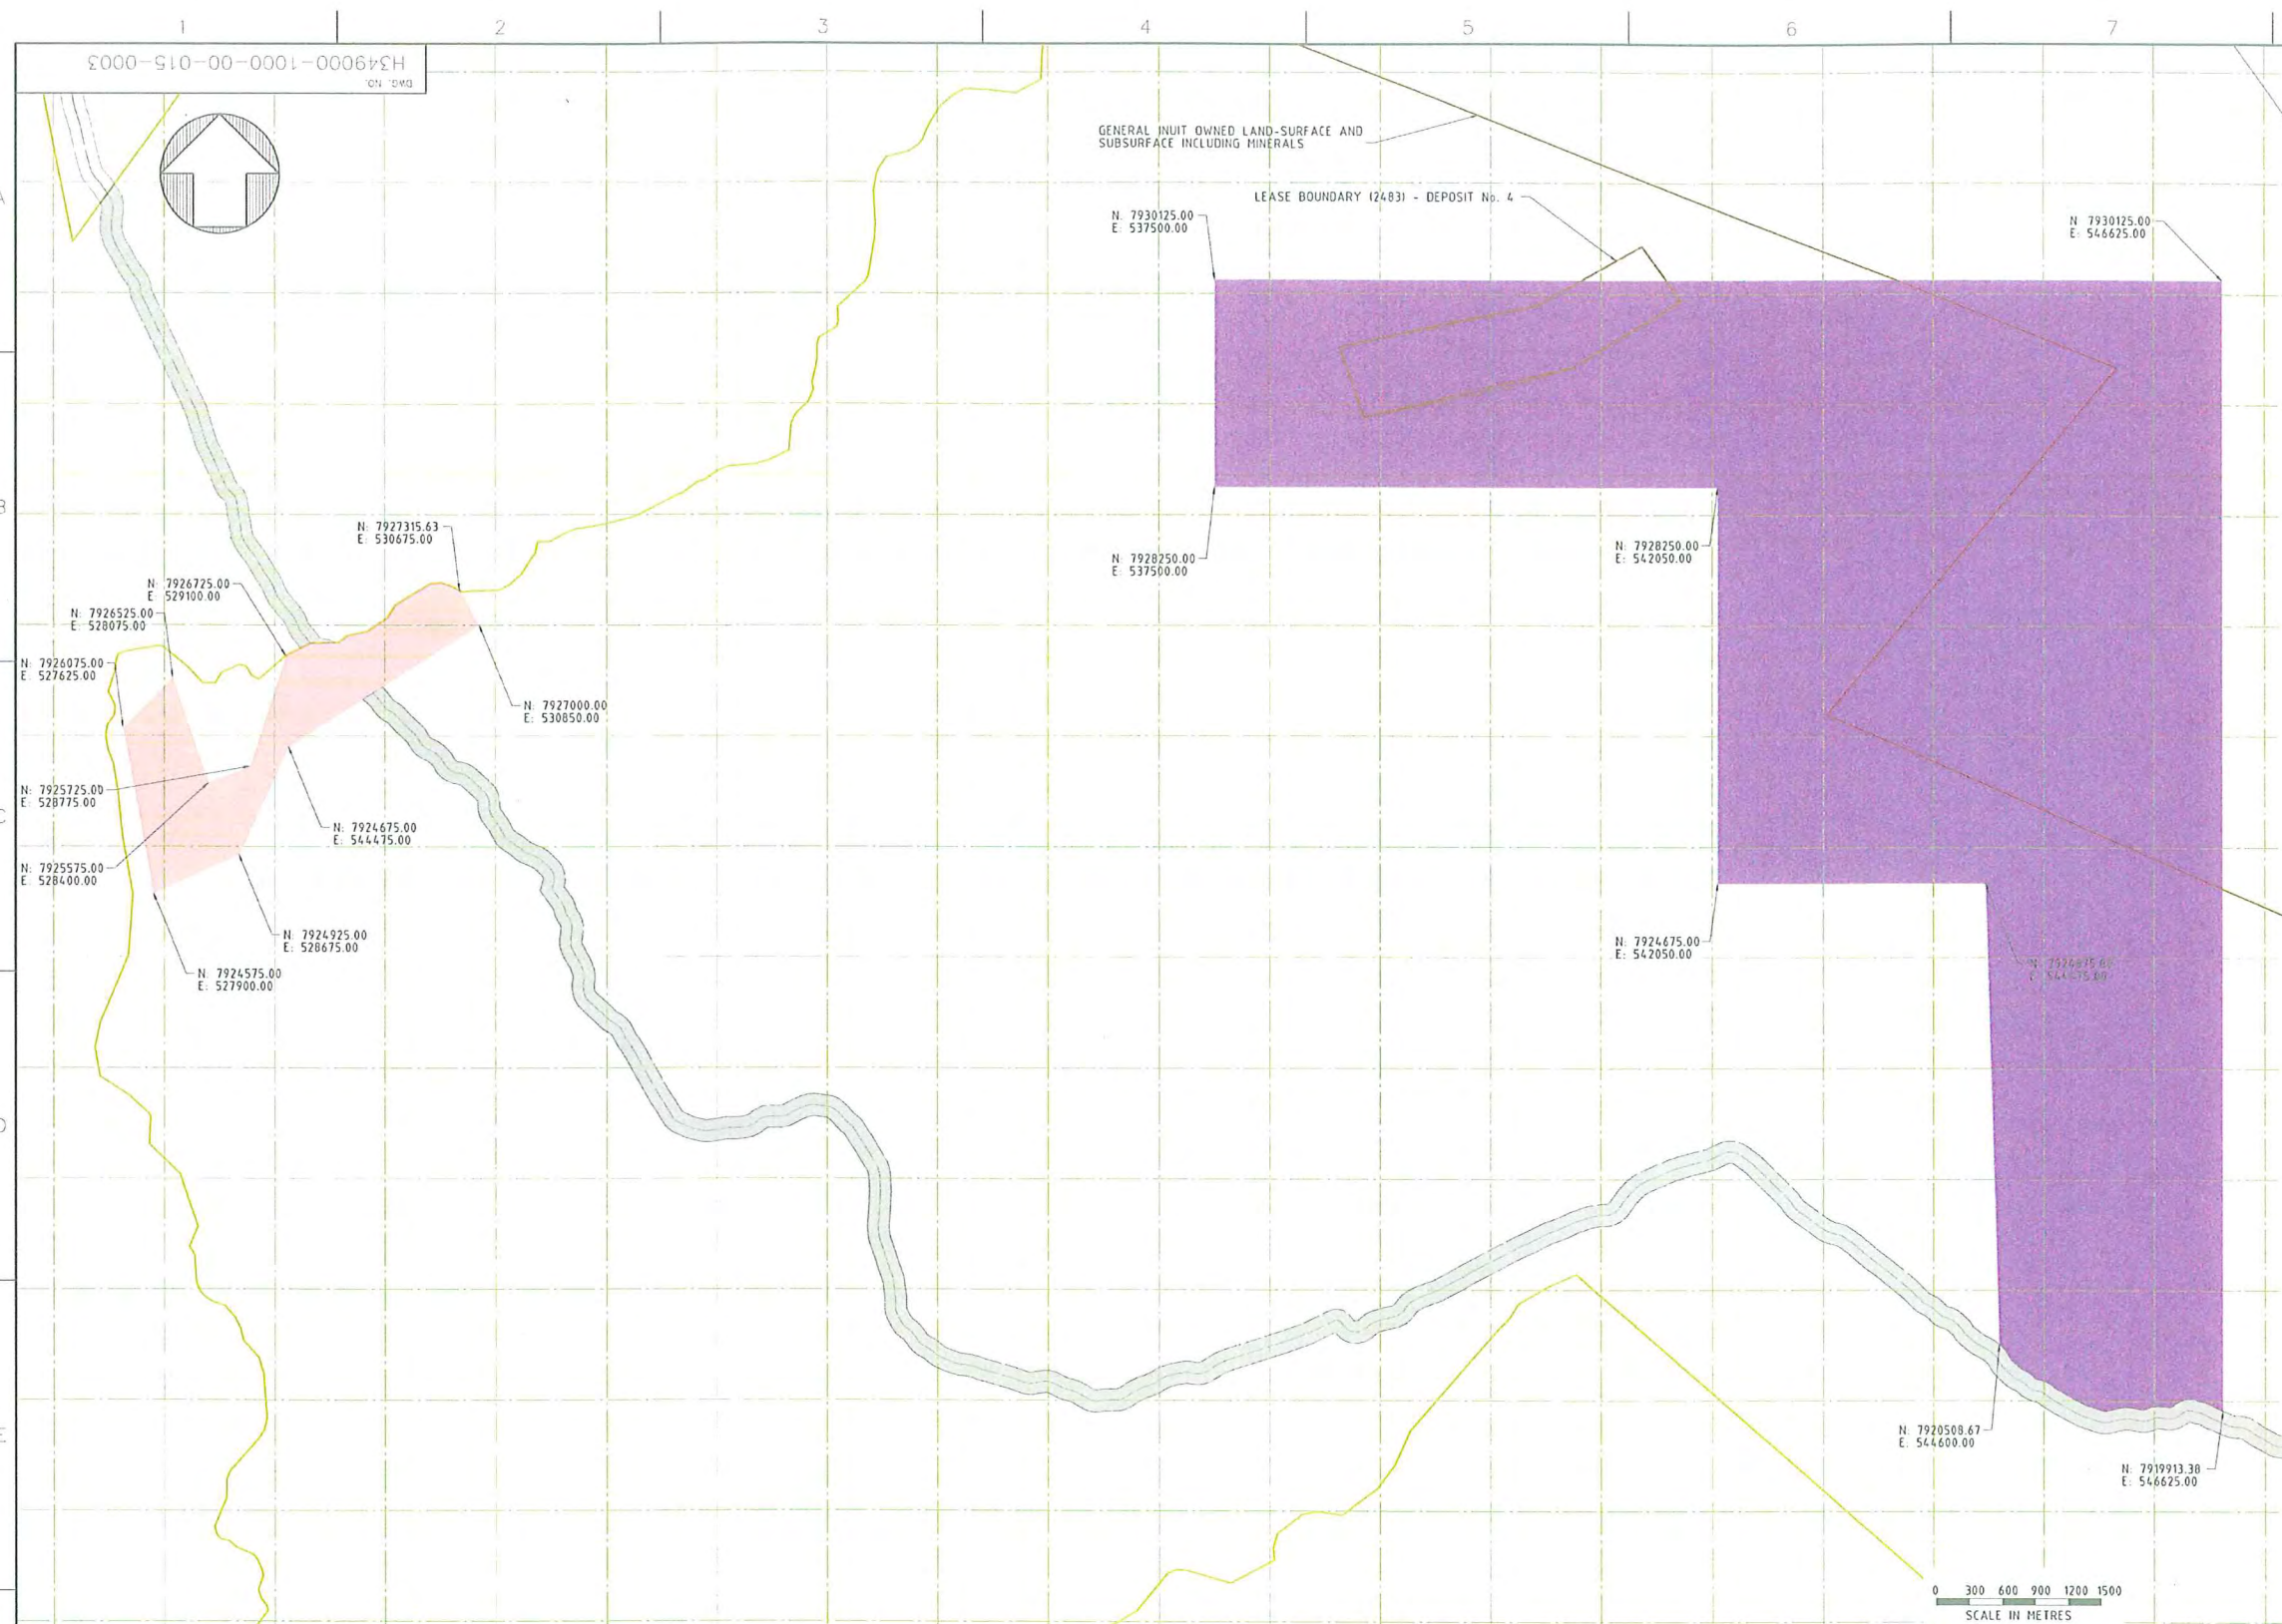 1 2 3 4 5 6 7
DWG. NO.
H349000-1000-00-015-0003
A
GENERAL INUIT OWNED LAND-SURFACE AND
SUBSURFACE INCLUDING MINERALS
LEASE BOUNDARY (2483) - DEPOSIT No. 4
N: 7930125.00
E: 537500.00
N: 7930125.00
E: 546625.00
B
N: 7927315.63
E: 530675.00
N: 7928250.00
E: 537500.00
N: 7928250.00
E: 542050.00
N: 7926725.00
E: 529100.00
N: 7926525.00
E: 528075.00
N: 7926075.00
E: 527625.00
N: 7927000.00
E: 530850.00
N: 7925725.00
E: 528775.00
C
N: 7924675.00
E: 544475.00
N: 7925575.00
E: 528400.00
N: 7924925.00
E: 528675.00
N: 7924575.00
E: 527900.00
N: 7924675.00
E: 542050.00
D
E
N: 7920508.67
E: 544600.00
N: 7919913.38
E: 546625.00
0 300 600 900 1200 1500
SCALE IN METRES